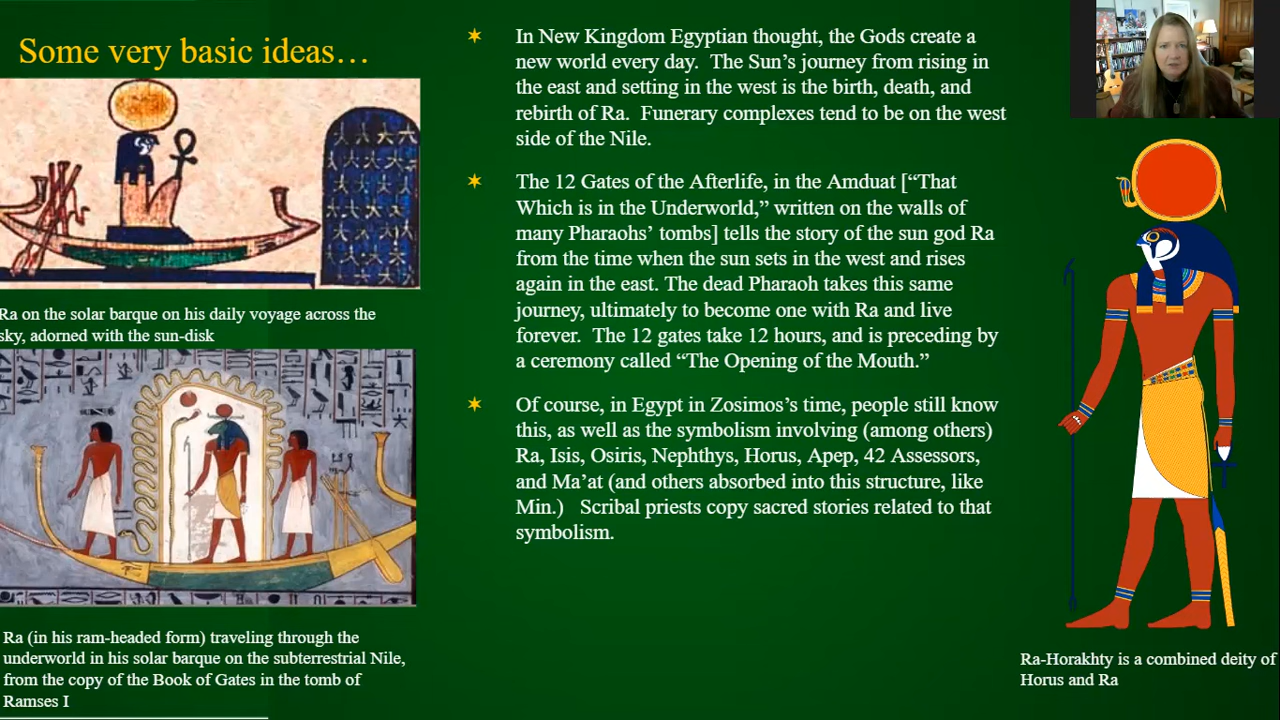 Some very basic ideas…
Ra on the solar barque on his daily voyage across the
sky, adorned with the sun-disk
Ra (in his ram-headed form) traveling through the
underworld in his solar barque on the subterrestrial Nile,
from the copy of the Book of Gates in the tomb of
Ramses I
In New Kingdom Egyptian thought, the Gods create a
new world every day.  The Sun’s journey from rising in
the east and setting in the west is the birth, death, and
rebirth of Ra.  Funerary complexes tend to be on the west
side of the Nile.
The 12 Gates of the Afterlife, in the Amduat [“That
Which is in the Underworld,” written on the walls of
many Pharaohs’ tombs] tells the story of the sun god Ra
from the time when the sun sets in the west and rises
again in the east. The dead Pharaoh takes this same
journey, ultimately to become one with Ra and live
forever.  The 12 gates take 12 hours, and is preceding by
a ceremony called “The Opening of the Mouth.”
Of course, in Egypt in Zosimos’s time, people still know
this, as well as the symbolism involving (among others)
Ra, Isis, Osiris, Nephthys, Horus, Apep, 42 Assessors,
and Ma’at (and others absorbed into this structure, like
Min.)   Scribal priests copy sacred stories related to that
symbolism.
Ra-Horakhty is a combined deity of
Horus and Ra